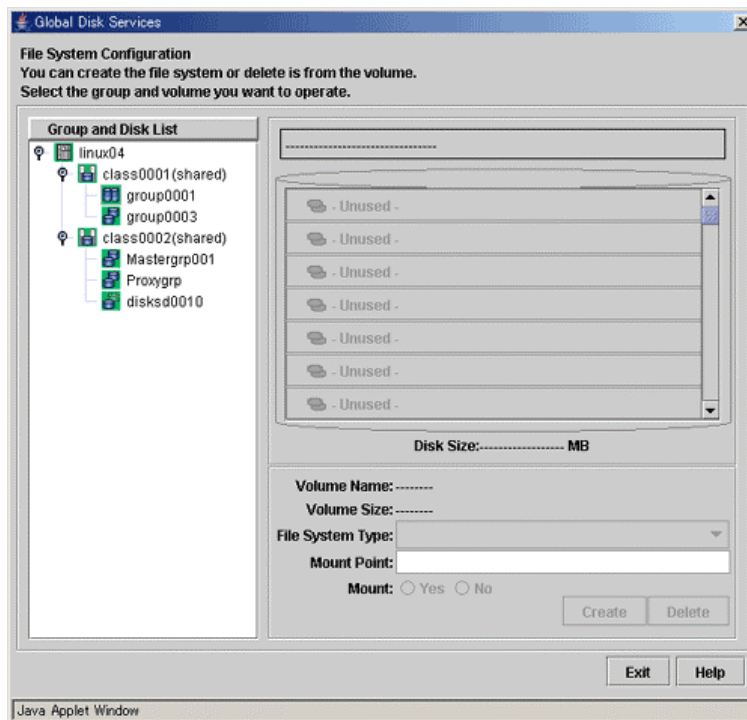 Global Disk Services
File System Configuration
You can create the file system or delete is from the volume.
Select the group and volume you want to operate.
Group and Disk List
linux04
class0001(shared)
group0001
group0003
class0002(shared)
Mastergrp001
Proxygrp
disksd0010
--------------------------------
- Unused -
- Unused -
- Unused -
- Unused -
- Unused -
- Unused -
- Unused -
Disk Size:------------------ MB
Volume Name: --------
Volume Size: --------
File System Type:
Mount Point:
Mount: Yes No
Create Delete
Exit Help
Java Applet Window